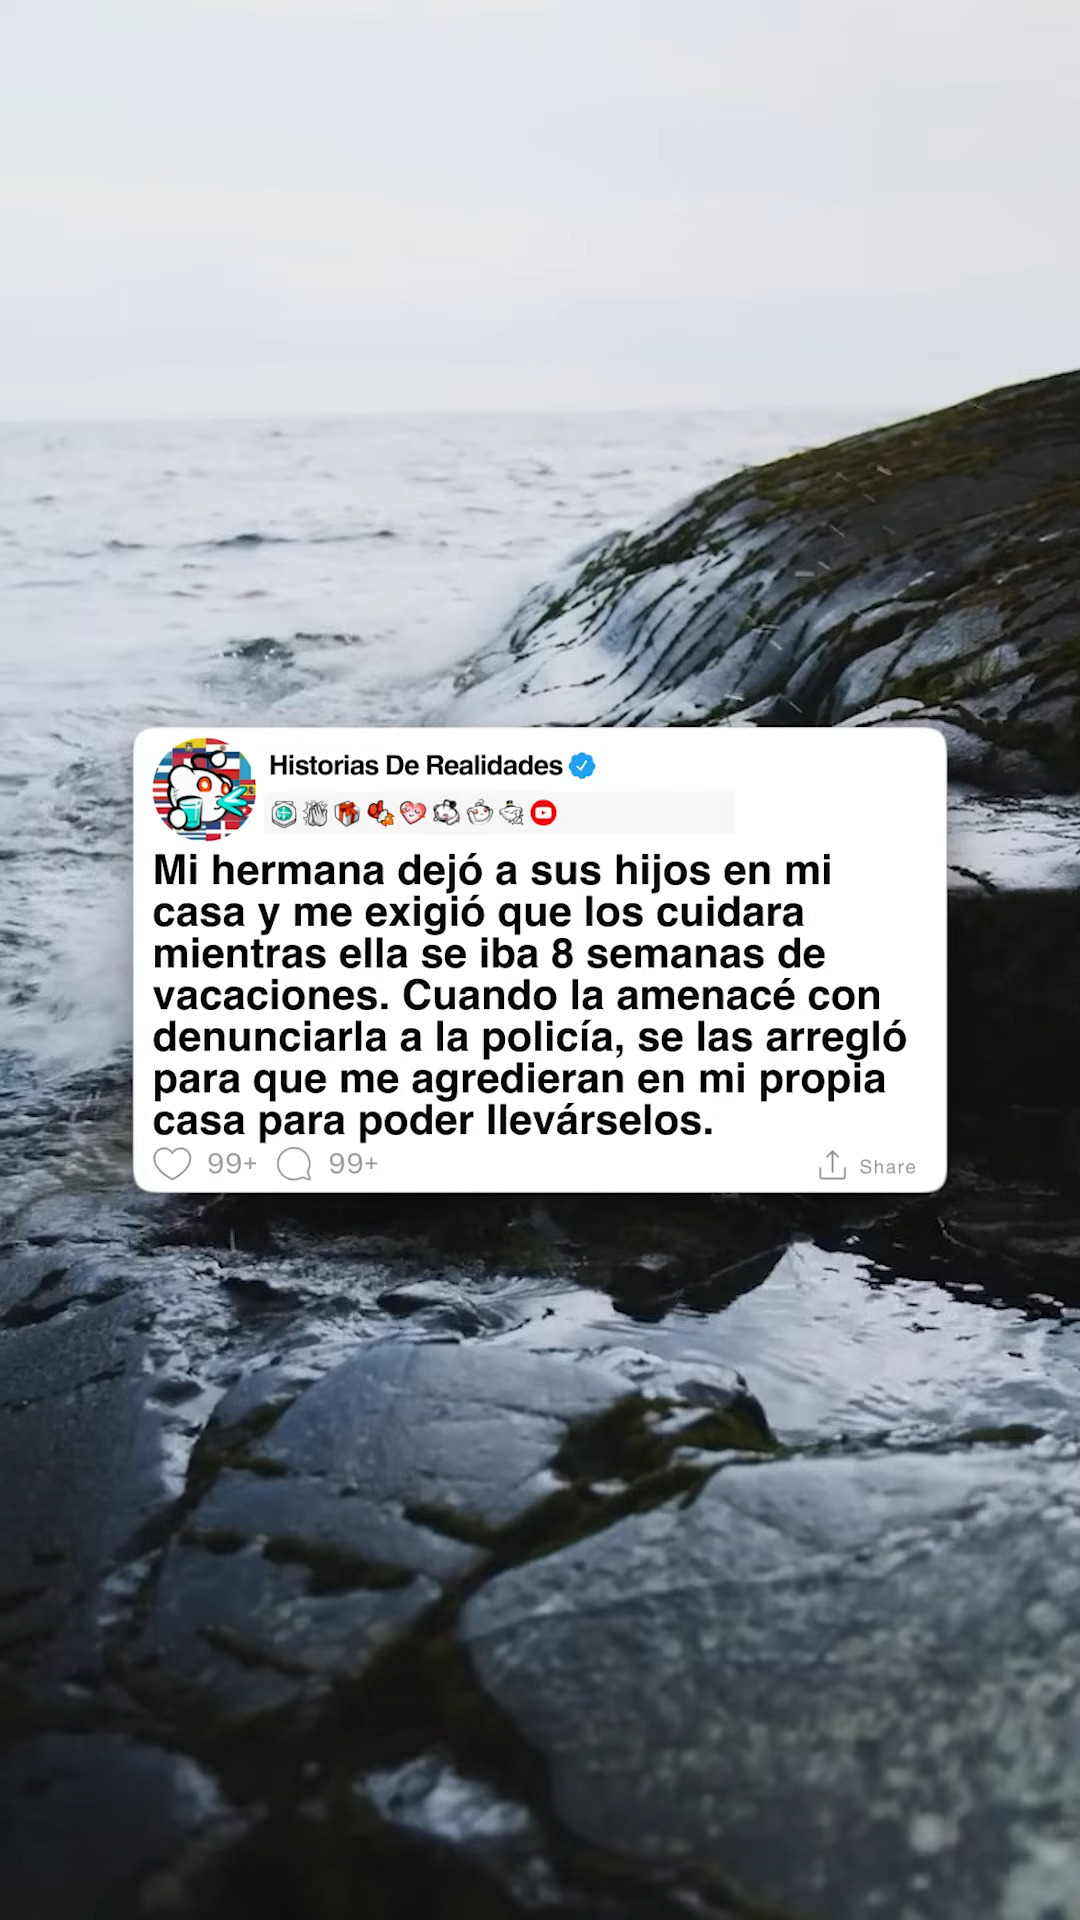 Historias De Realidades
Mi hermana dejó a sus hijos en mi
casa y me exigió que los cuidara
mientras ella se iba 8 semanas de
vacaciones. Cuando la amenacé con
denunciarla a la policía, se las arregló
para que me agredieran en mi propia
casa para poder llevárselos.
99+ 99+ Share